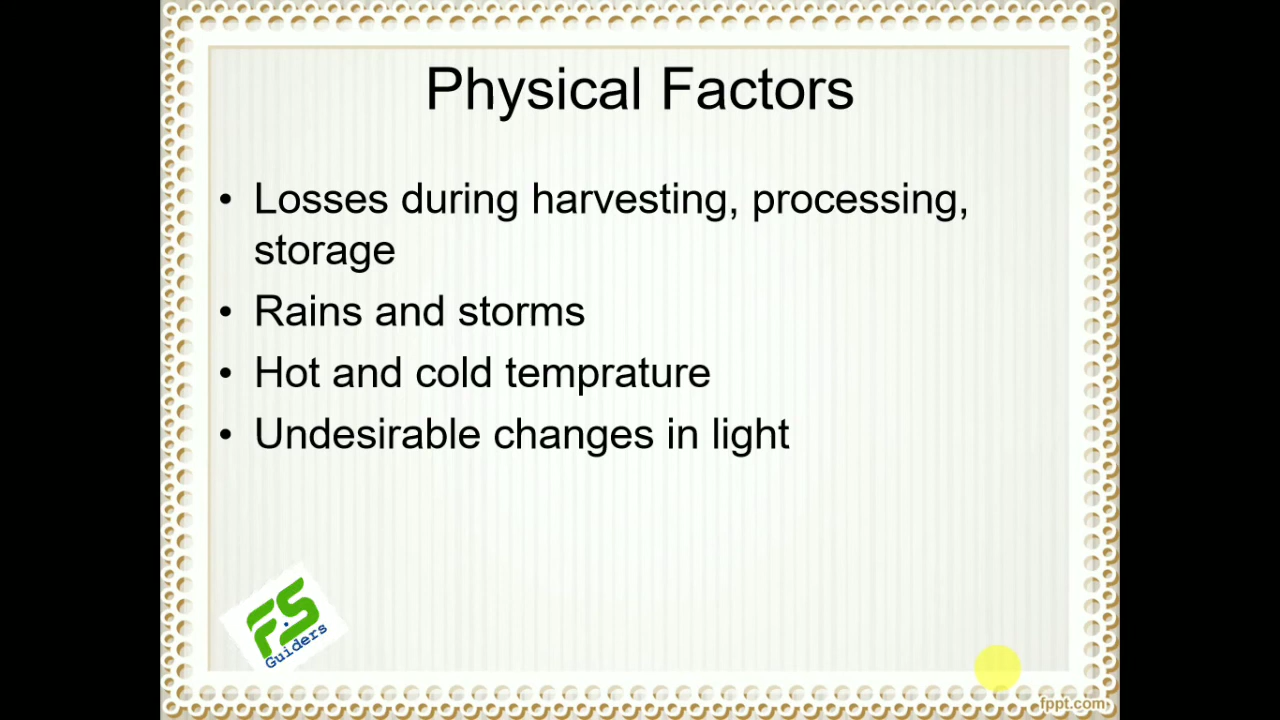 Physical Factors
• Losses during harvesting, processing,
storage
• Rains and storms
• Hot and cold temprature
• Undesirable changes in light
F.S
Guiders
fppt.com